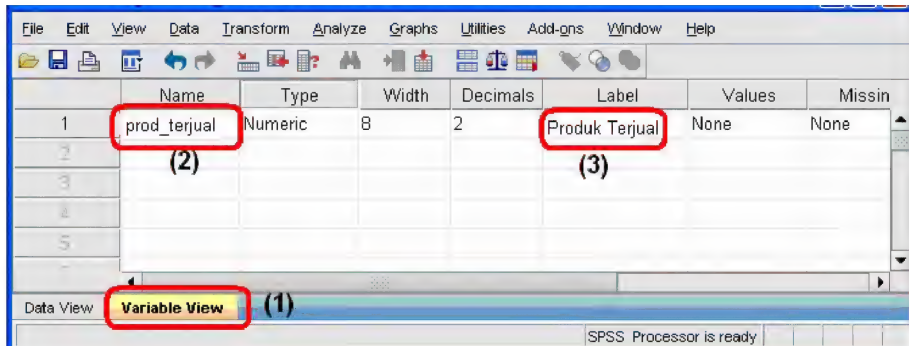 File Edit View Data Transform Analyze Graphs Utilities Add-ons Window Help
Name Type Width Decimals Label Values Missin
1 prod_terjual Numeric 8 2 Produk Terjual None None
2 (2) (3)
3
4
5
Data View Variable View (1)
SPSS Processor is ready